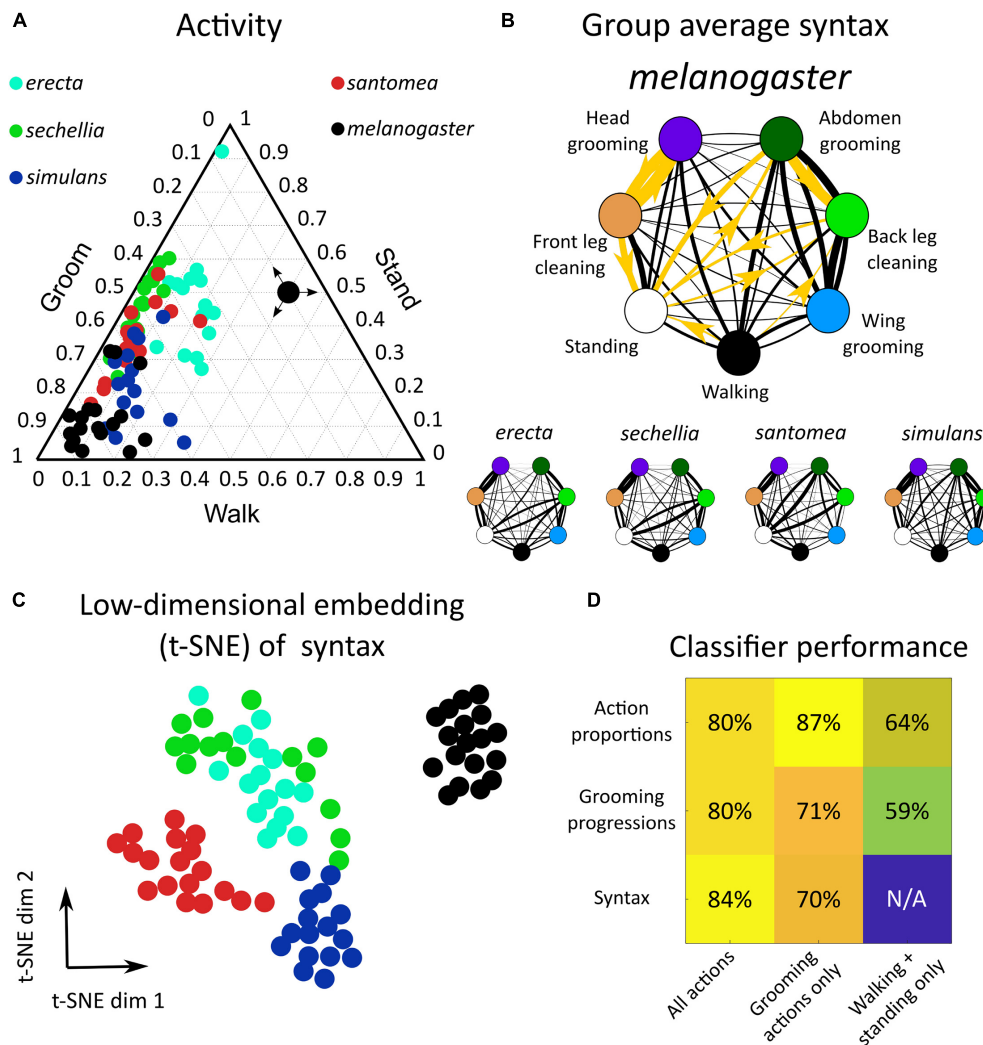 A
Activity
erecta
sechellia
simulans
santomea
melanogaster
0
1
0.1
0.9
0.2
0.8
0.3
0.7
0.4
0.6
0.5
0.5
0.6
0.4
0.7
0.3
0.8
0.2
0.9
0.1
1
0
Groom
Stand
0 0.1 0.2 0.3 0.4 0.5 0.6 0.7 0.8 0.9 1
Walk
B
Group average syntax
melanogaster
Head
grooming
Abdomen
grooming
Front leg
cleaning
Back leg
cleaning
Standing
Wing
grooming
Walking
erecta
sechellia
santomea
simulans
C
Low-dimensional embedding
(t-SNE) of syntax
t-SNE dim 2
t-SNE dim 1
D
Classifier performance
Action
proportions
80%
87%
64%
Grooming
progressions
80%
71%
59%
Syntax
84%
70%
N/A
All actions
Grooming
actions only
Walking +
standing only